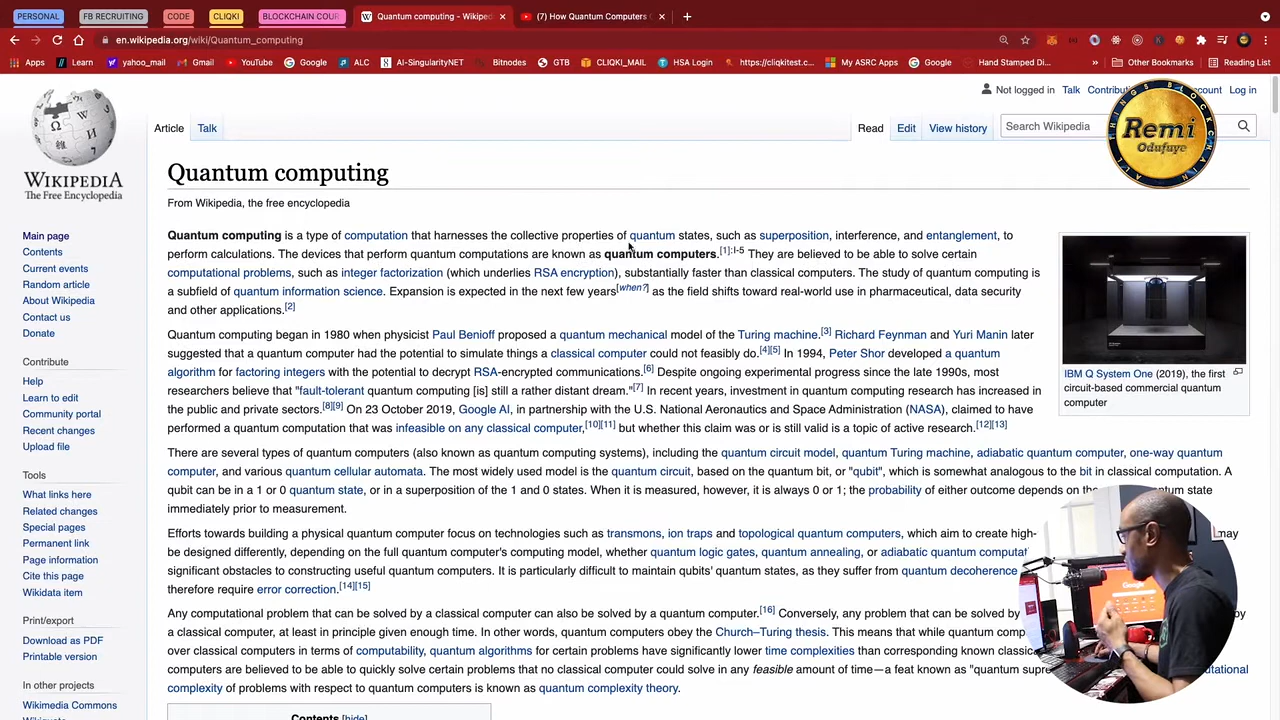 PERSONAL
FB RECRUITING
CODE
CLIQKI
BLOCKCHAIN COUR
Quantum computing - Wikiped
(7) How Quantum Computers
en.wikipedia.org/wiki/Quantum_computing
Apps
Learn
yahoo_mail
Gmail
YouTube
Google
ALC
AI-SingularityNET
Bitnodes
GTB
CLIQKI_MAIL
HSA Login
https://cliqkitest.c...
My ASRC Apps
Google
Hand Stamped Di...
»
Other Bookmarks
Reading List
Not logged in
Talk
Contributi
ccount
Log in
Article
Talk
Read
Edit
View history
Search Wikipedia
THINGS BLOCKCHAIN ALL
Remi
Odufuye
WIKIPEDIA
The Free Encyclopedia
Main page
Contents
Current events
Random article
About Wikipedia
Contact us
Donate
Contribute
Help
Learn to edit
Community portal
Recent changes
Upload file
Tools
What links here
Related changes
Special pages
Permanent link
Page information
Cite this page
Wikidata item
Print/export
Download as PDF
Printable version
In other projects
Wikimedia Commons
Quantum computing
From Wikipedia, the free encyclopedia
Quantum computing is a type of computation that harnesses the collective properties of quantum states, such as superposition, interference, and entanglement, to
perform calculations. The devices that perform quantum computations are known as quantum computers.[1]:I-5 They are believed to be able to solve certain
computational problems, such as integer factorization (which underlies RSA encryption), substantially faster than classical computers. The study of quantum computing is
a subfield of quantum information science. Expansion is expected in the next few years[when?] as the field shifts toward real-world use in pharmaceutical, data security
and other applications.[2]
Quantum computing began in 1980 when physicist Paul Benioff proposed a quantum mechanical model of the Turing machine.[3] Richard Feynman and Yuri Manin later
suggested that a quantum computer had the potential to simulate things a classical computer could not feasibly do.[4][5] In 1994, Peter Shor developed a quantum
algorithm for factoring integers with the potential to decrypt RSA-encrypted communications.[6] Despite ongoing experimental progress since the late 1990s, most
researchers believe that "fault-tolerant quantum computing [is] still a rather distant dream."[7] In recent years, investment in quantum computing research has increased in
the public and private sectors.[8][9] On 23 October 2019, Google AI, in partnership with the U.S. National Aeronautics and Space Administration (NASA), claimed to have
performed a quantum computation that was infeasible on any classical computer,[10][11] but whether this claim was or is still valid is a topic of active research.[12][13]
IBM Q System One (2019), the first
circuit-based commercial quantum
computer
There are several types of quantum computers (also known as quantum computing systems), including the quantum circuit model, quantum Turing machine, adiabatic quantum computer, one-way quantum
computer, and various quantum cellular automata. The most widely used model is the quantum circuit, based on the quantum bit, or "qubit", which is somewhat analogous to the bit in classical computation. A
qubit can be in a 1 or 0 quantum state, or in a superposition of the 1 and 0 states. When it is measured, however, it is always 0 or 1; the probability of either outcome depends on the um state
immediately prior to measurement.
Efforts towards building a physical quantum computer focus on technologies such as transmons, ion traps and topological quantum computers, which aim to create high- may
be designed differently, depending on the full quantum computer's computing model, whether quantum logic gates, quantum annealing, or adiabatic quantum computat
significant obstacles to constructing useful quantum computers. It is particularly difficult to maintain qubits' quantum states, as they suffer from quantum decoherence
therefore require error correction.[14][15]
Any computational problem that can be solved by a classical computer can also be solved by a quantum computer.[16] Conversely, any problem that can be solved by by
a classical computer, at least in principle given enough time. In other words, quantum computers obey the Church–Turing thesis. This means that while quantum comp
over classical computers in terms of computability, quantum algorithms for certain problems have significantly lower time complexities than corresponding known classic
computers are believed to be able to quickly solve certain problems that no classical computer could solve in any feasible amount of time—a feat known as "quantum supr utational
complexity of problems with respect to quantum computers is known as quantum complexity theory.
Contents [hide]
Google